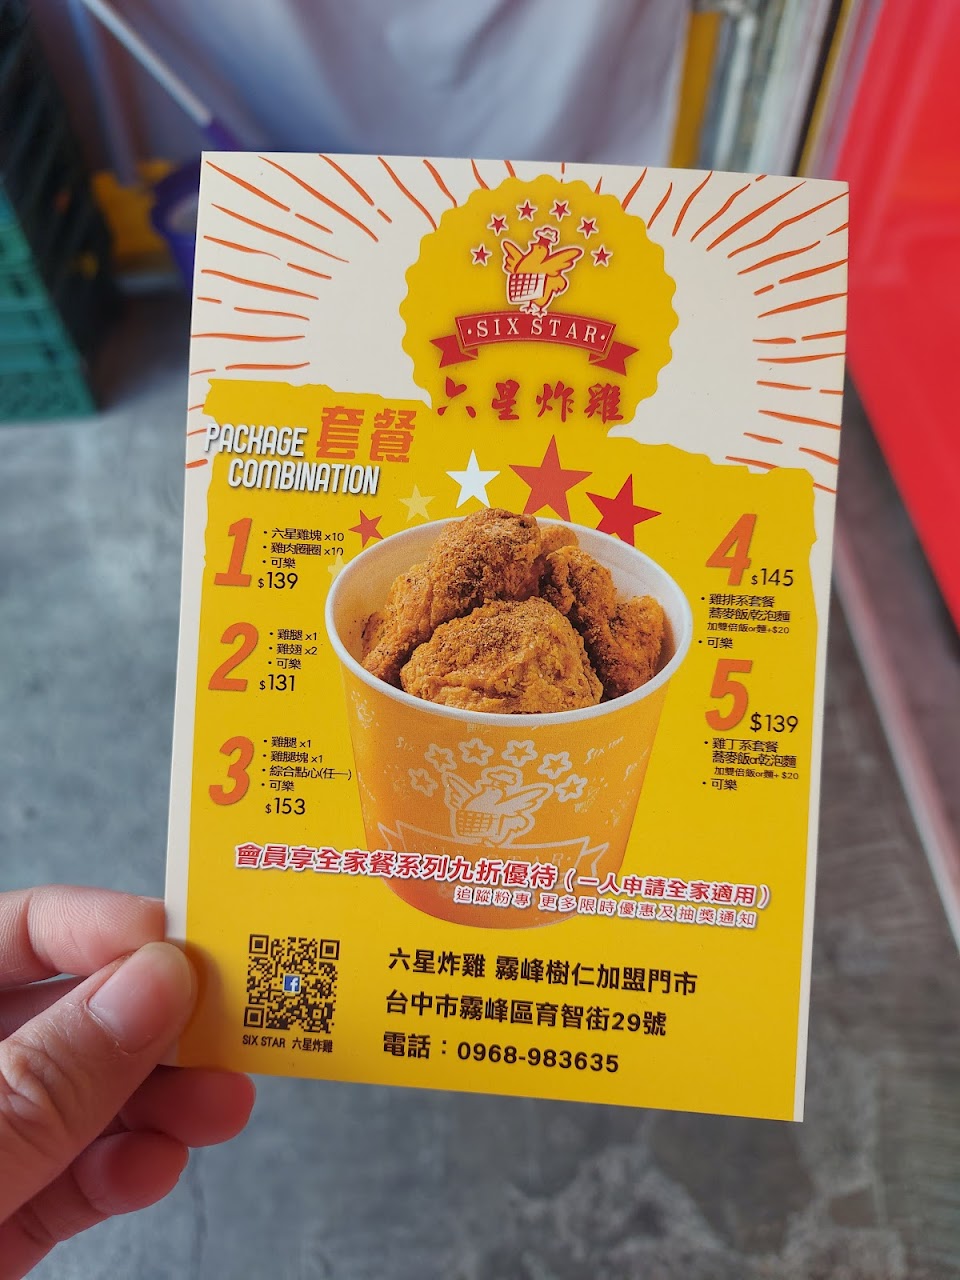 ·SIX STAR·
六星炸雞
PACKAGE 套餐
COMBINATION
1
·六星雞塊 x10
·雞肉圈圈 x10
·可樂
$139
2
·雞腿 x1
·雞翅 x2
·可樂
$131
3
·雞腿 x1
·雞腿塊 x1
·綜合點心(任一)
·可樂
$153
4 $145
·雞排系套餐
蕎麥飯/乾泡麵
加雙倍飯or麵+$20
·可樂
5 $139
·雞丁系套餐
蕎麥飯or乾泡麵
加雙倍飯or麵+ $20
·可樂
會員享全家餐系列九折優待 (一人申請全家適用)
追蹤粉專 更多限時優惠及抽獎通知
SIX STAR 六星炸雞
六星炸雞 霧峰樹仁加盟門市
台中市霧峰區育智街29號
電話：0968-983635